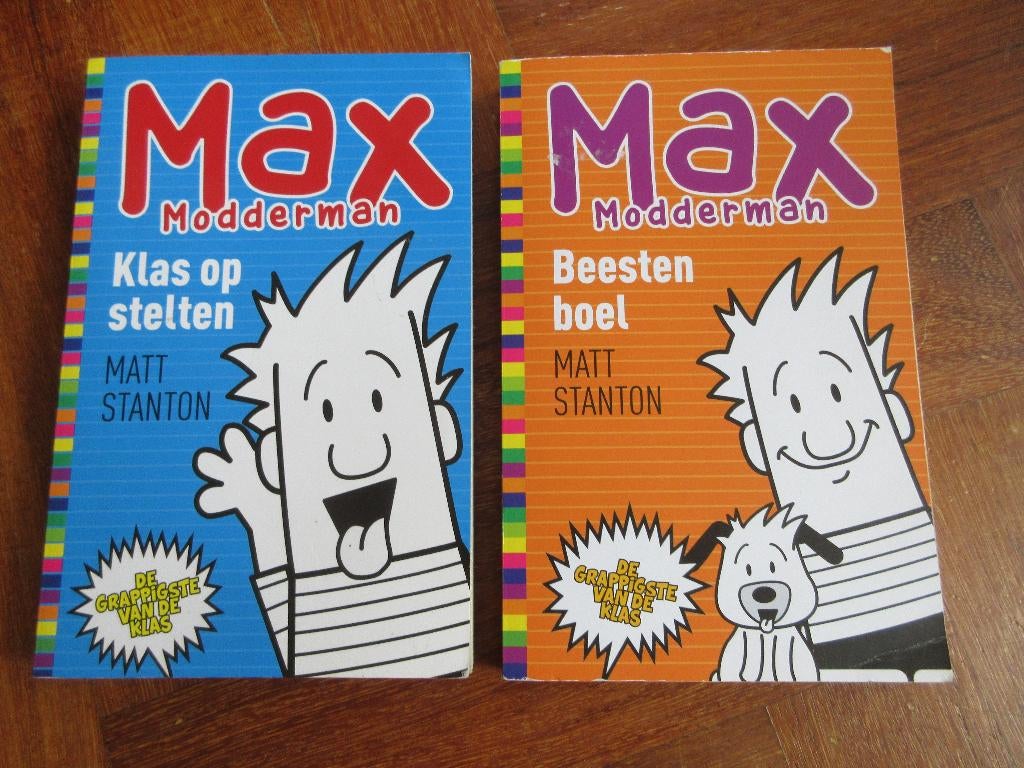 Max
Modderman
Klas op
stelten
MATT
STANTON
DE
GRAPPIGSTE
VAN DE
KLAS
Max
Modderman
Beesten
boel
MATT
STANTON
DE
GRAPPIGSTE
VAN DE
KLAS